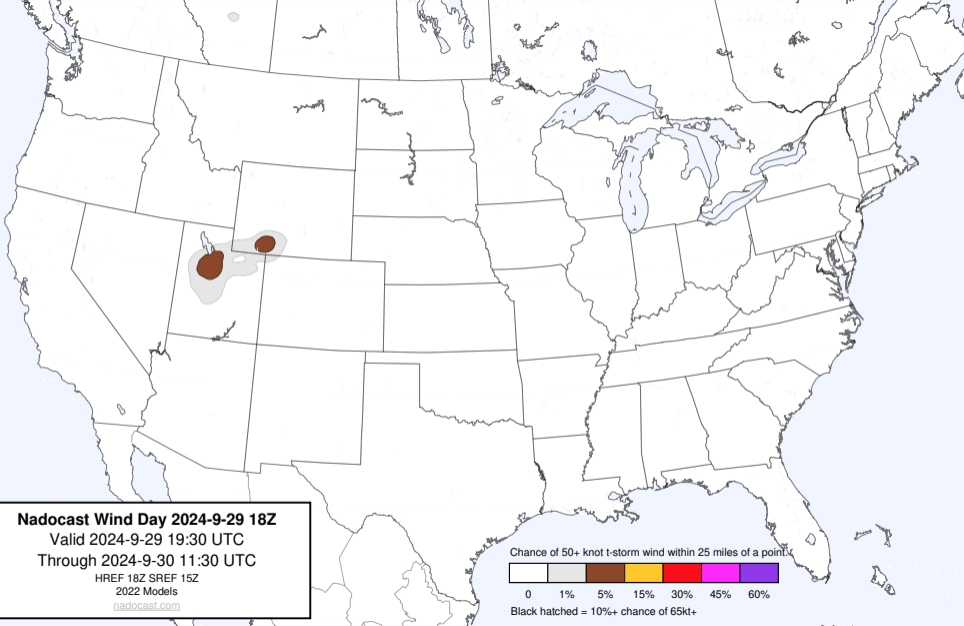 Nadocast Wind Day 2024-9-29 18Z
Valid 2024-9-29 19:30 UTC
Through 2024-9-30 11:30 UTC
HREF 18Z SREF 15Z
2022 Models
nadocast.com
Chance of 50+ knot t-storm wind within 25 miles of a point.
0 1% 5% 15% 30% 45% 60%
Black hatched = 10%+ chance of 65kt+